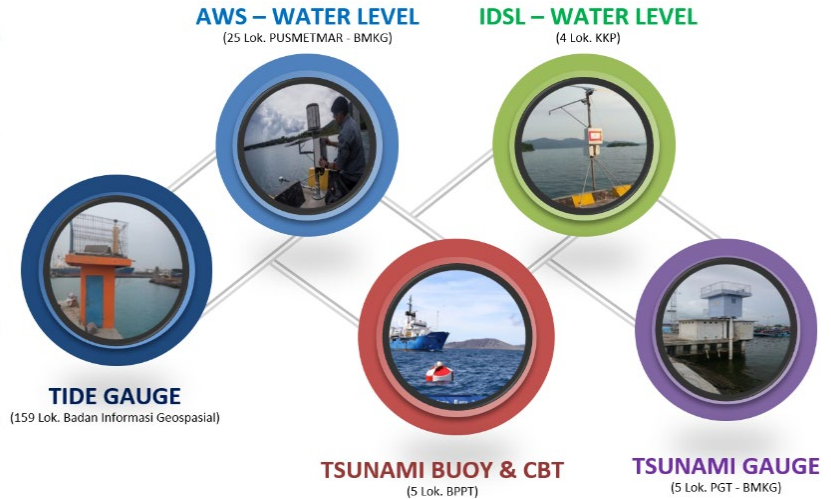 AWS – WATER LEVEL
(25 Lok. PUSMETMAR - BMKG)
IDSL – WATER LEVEL
(4 Lok. KKP)
TIDE GAUGE
(159 Lok. Badan Informasi Geospasial)
TSUNAMI BUOY & CBT
(5 Lok. BPPT)
TSUNAMI GAUGE
(5 Lok. PGT - BMKG)